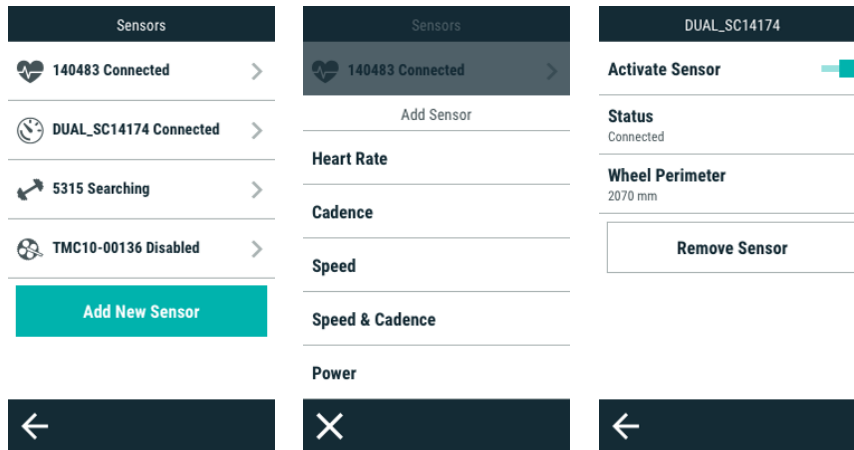 Sensors
140483 Connected
DUAL_SC14174 Connected
5315 Searching
TMC10-00136 Disabled
Add New Sensor
Sensors
140483 Connected
Add Sensor
Heart Rate
Cadence
Speed
Speed & Cadence
Power
DUAL_SC14174
Activate Sensor
Status
Connected
Wheel Perimeter
2070 mm
Remove Sensor